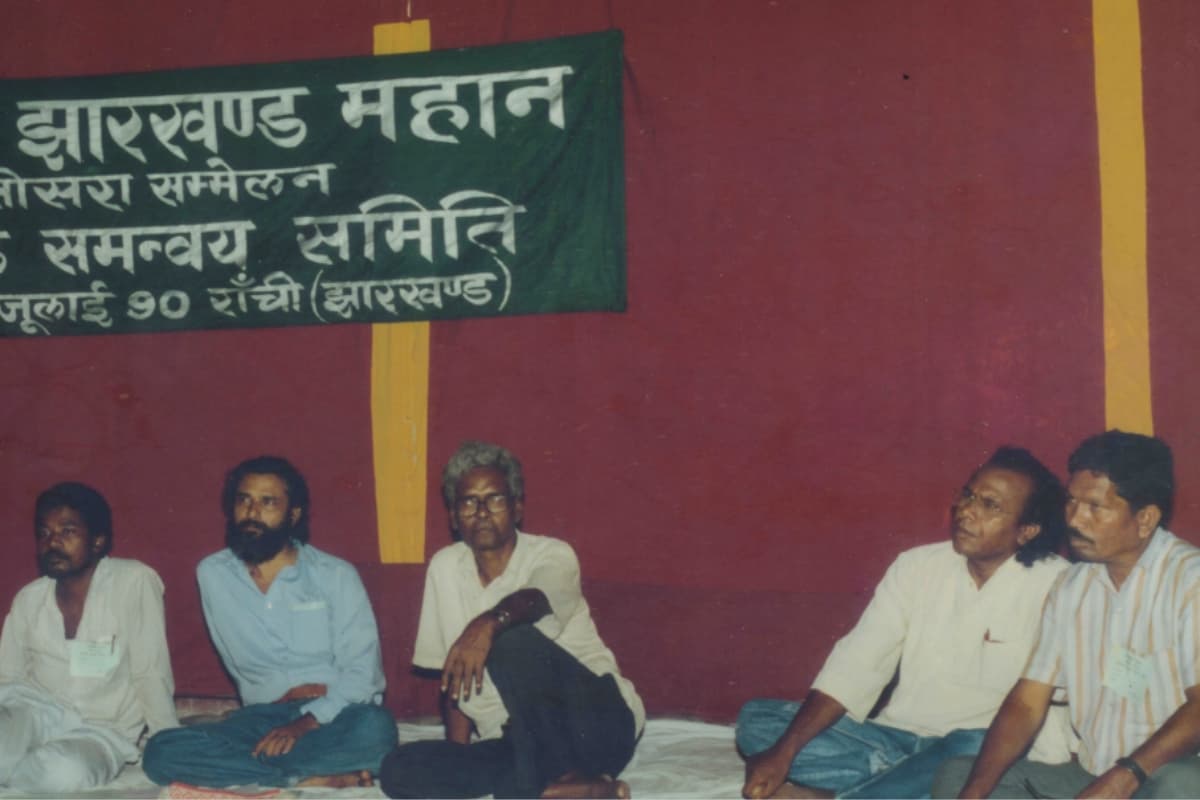 झारखण्ड महान
तीसरा सम्मेलन
समन्वय समिति
जूलाई 90 राँची (झारखण्ड)